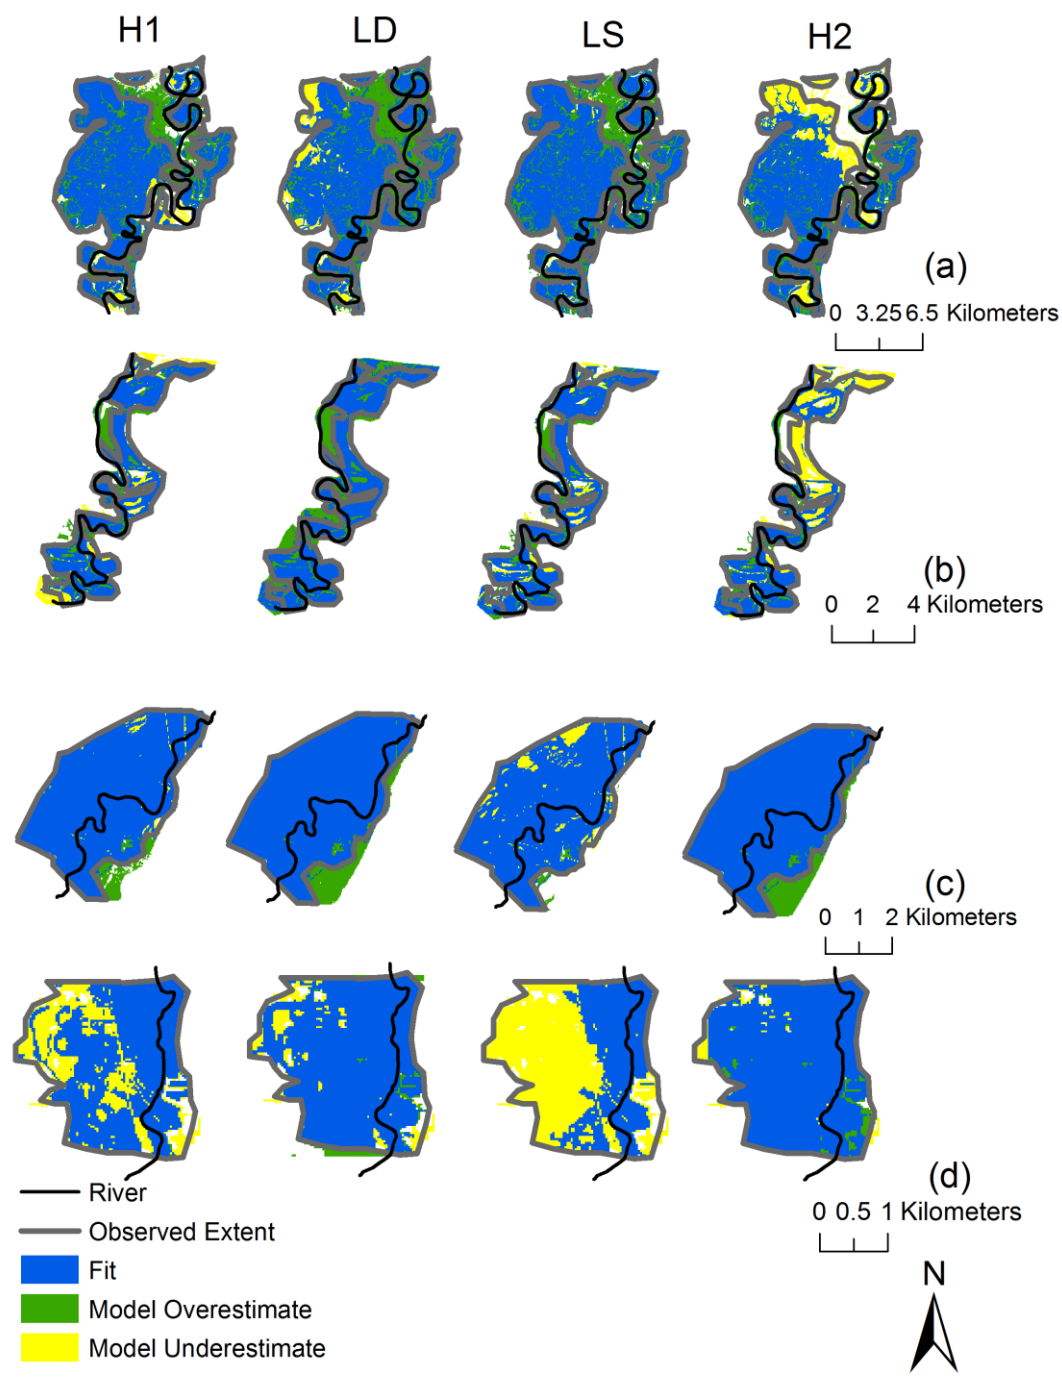 H1 LD LS H2
(a)
0 3.25 6.5 Kilometers
(b)
0 2 4 Kilometers
(c)
0 1 2 Kilometers
(d)
0 0.5 1 Kilometers
River
Observed Extent
Fit
Model Overestimate
Model Underestimate
N